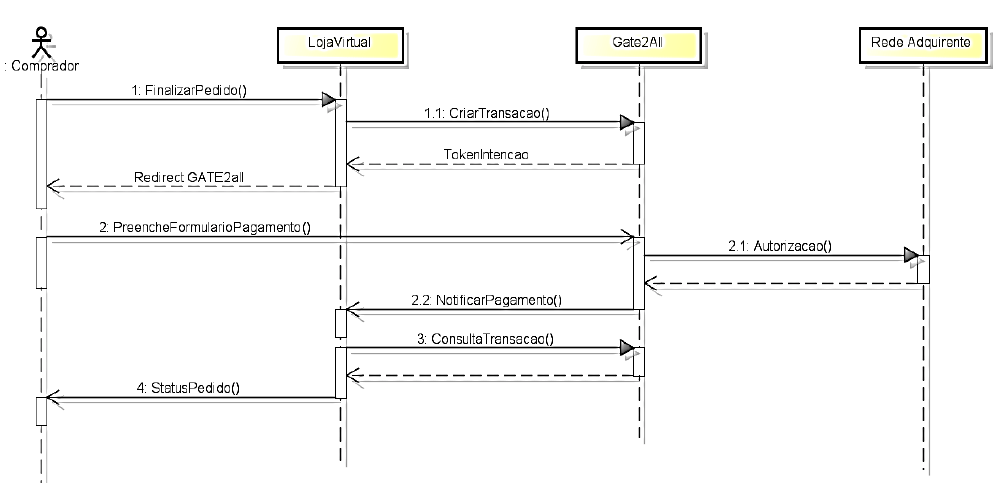 LojaVirtual
Gate2All
Rede Adquirente
: Comprador
1: FinalizarPedido()
1.1: CriarTransacao()
TokenIntencao
Redirect GATE2all
2: PreencheFormularioPagamento()
2.1: Autorizacao()
2.2: NotificarPagamento()
3: ConsultaTransacao()
4: StatusPedido()